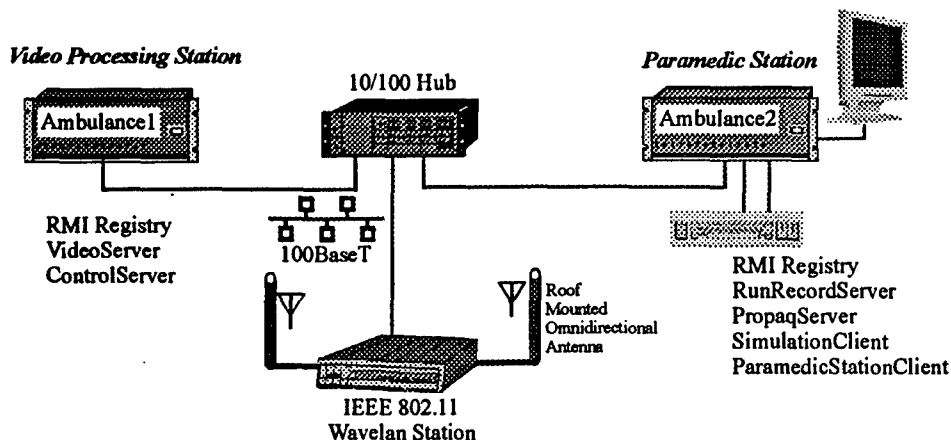 Video Processing Station
Paramedic Station
10/100 Hub
Ambulance1
Ambulance2
100BaseT
RMI Registry
VideoServer
ControlServer
Roof
Mounted
Omnidirectional
Antenna
RMI Registry
RunRecordServer
PropaqServer
SimulationClient
ParamedicStationClient
IEEE 802.11
Wavelan Station